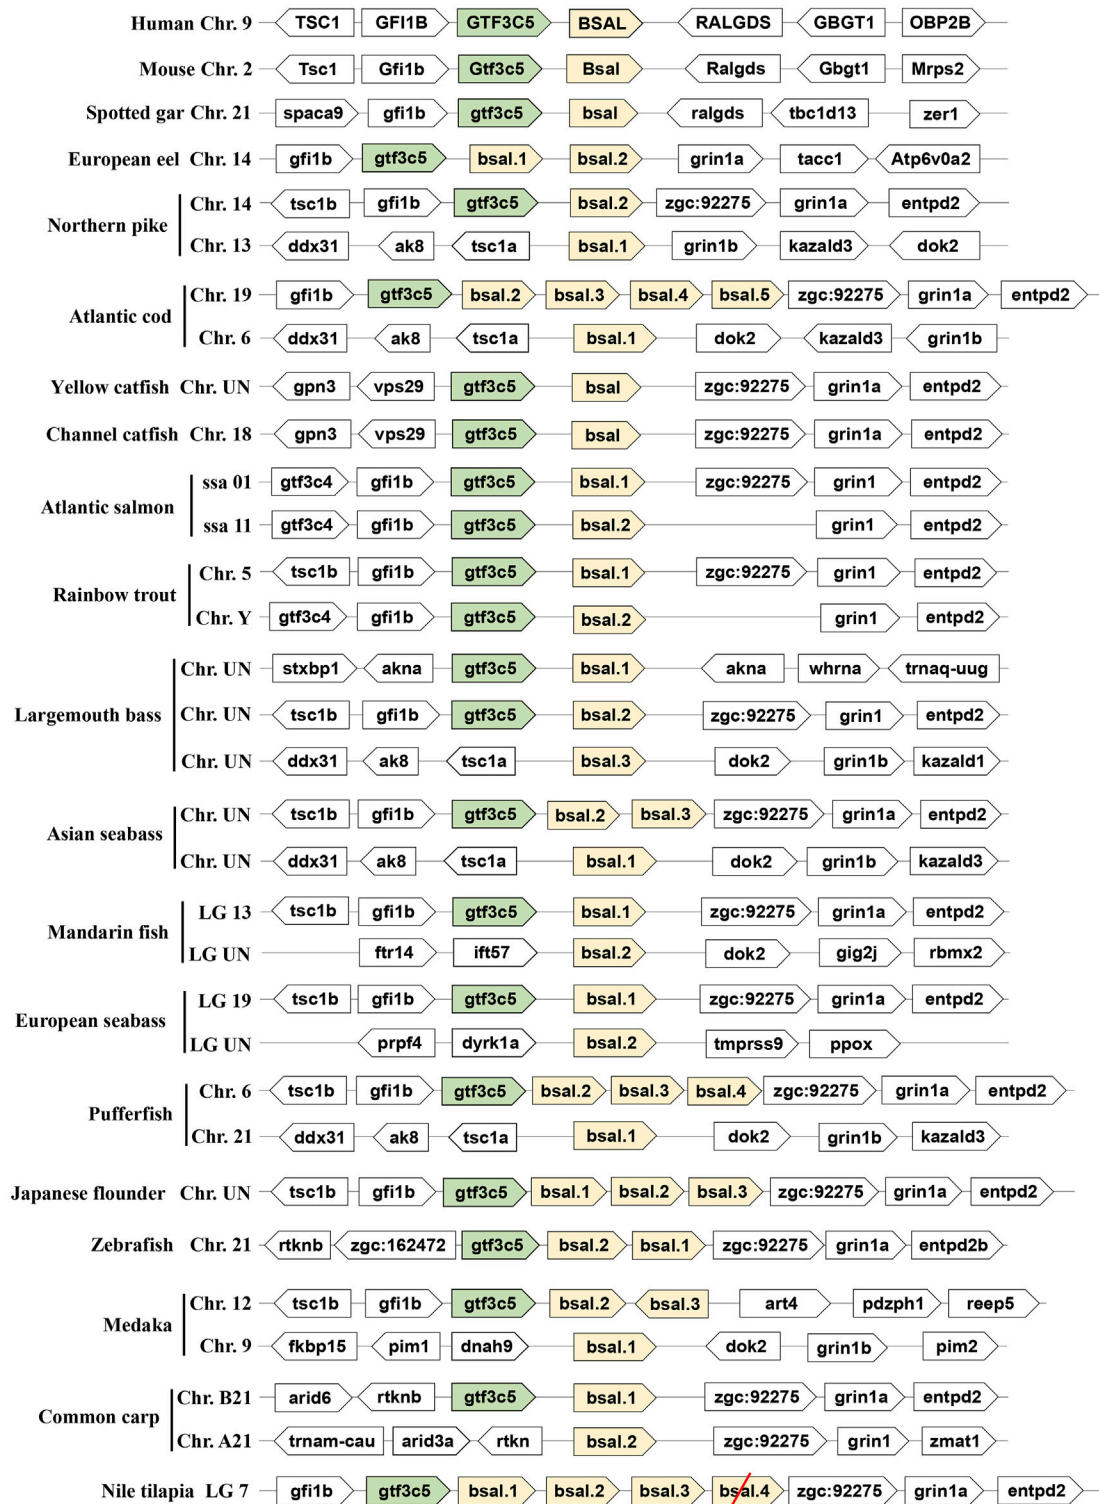 Human Chr. 9 TSC1 GFI1B GTF3C5 BSAL RALGDS GBGT1 OBP2B
Mouse Chr. 2 Tsc1 Gfi1b Gtf3c5 Bsal Ralgds Gbgt1 Mrps2
Spotted gar Chr. 21 spaca9 gfi1b gtf3c5 bsal ralgds tbc1d13 zer1
European eel Chr. 14 gfi1b gtf3c5 bsal.1 bsal.2 grin1a tacc1 Atp6v0a2
Chr. 14 tsc1b gfi1b gtf3c5 bsal.2 zgc:92275 grin1a entpd2
Northern pike
Chr. 13 ddx31 ak8 tsc1a bsal.1 grin1b kazald3 dok2
Chr. 19 gfi1b gtf3c5 bsal.2 bsal.3 bsal.4 bsal.5 zgc:92275 grin1a entpd2
Atlantic cod
Chr. 6 ddx31 ak8 tsc1a bsal.1 dok2 kazald3 grin1b
Yellow catfish Chr. UN gpn3 vps29 gtf3c5 bsal zgc:92275 grin1a entpd2
Channel catfish Chr. 18 gpn3 vps29 gtf3c5 bsal zgc:92275 grin1a entpd2
ssa 01 gtf3c4 gfi1b gtf3c5 bsal.1 zgc:92275 grin1 entpd2
Atlantic salmon
ssa 11 gtf3c4 gfi1b gtf3c5 bsal.2 grin1 entpd2
Chr. 5 tsc1b gfi1b gtf3c5 bsal.1 zgc:92275 grin1 entpd2
Rainbow trout
Chr. Y gtf3c4 gfi1b gtf3c5 bsal.2 grin1 entpd2
Chr. UN stxbp1 akna gtf3c5 bsal.1 akna whrna trnaq-uug
Largemouth bass Chr. UN tsc1b gfi1b gtf3c5 bsal.2 zgc:92275 grin1 entpd2
Chr. UN ddx31 ak8 tsc1a bsal.3 dok2 grin1b kazald1
Chr. UN tsc1b gfi1b gtf3c5 bsal.2 bsal.3 zgc:92275 grin1a entpd2
Asian seabass
Chr. UN ddx31 ak8 tsc1a bsal.1 dok2 grin1b kazald3
LG 13 tsc1b gfi1b gtf3c5 bsal.1 zgc:92275 grin1a entpd2
Mandarin fish
LG UN ftr14 ift57 bsal.2 dok2 gig2j rbmx2
LG 19 tsc1b gfi1b gtf3c5 bsal.1 zgc:92275 grin1a entpd2
European seabass
LG UN prpf4 dyrk1a bsal.2 tmprss9 ppox
Chr. 6 tsc1b gfi1b gtf3c5 bsal.2 bsal.3 bsal.4 zgc:92275 grin1a entpd2
Pufferfish
Chr. 21 ddx31 ak8 tsc1a bsal.1 dok2 grin1b kazald3
Japanese flounder Chr. UN tsc1b gfi1b gtf3c5 bsal.1 bsal.2 bsal.3 zgc:92275 grin1a entpd2
Zebrafish Chr. 21 rtknb zgc:162472 gtf3c5 bsal.2 bsal.1 zgc:92275 grin1a entpd2b
Chr. 12 tsc1b gfi1b gtf3c5 bsal.2 bsal.3 art4 pdzph1 reep5
Medaka
Chr. 9 fkbp15 pim1 dnah9 bsal.1 dok2 grin1b pim2
Chr. B21 arid6 rtknb gtf3c5 bsal.1 zgc:92275 grin1a entpd2
Common carp
Chr. A21 trnam-cau arid3a rtkn bsal.2 zgc:92275 grin1 zmat1
Nile tilapia LG 7 gfi1b gtf3c5 bsal.1 bsal.2 bsal.3 bsal.4 zgc:92275 grin1a entpd2